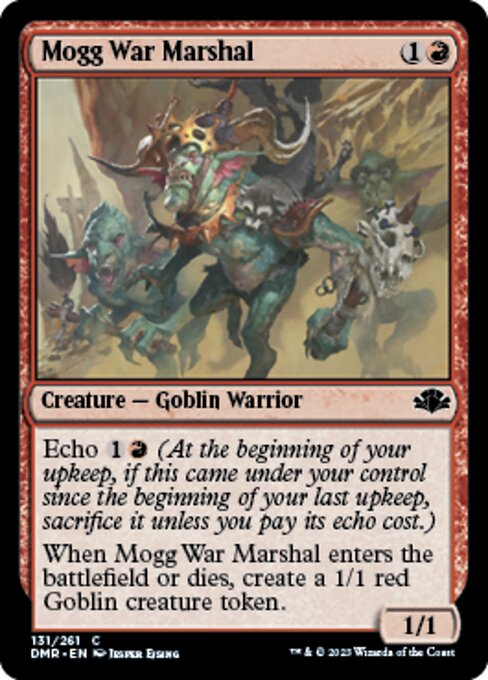 Mogg War Marshal 1
Creature — Goblin Warrior
Echo 1 (At the beginning of your
upkeep, if this came under your control
since the beginning of your last upkeep,
sacrifice it unless you pay its echo cost.)
When Mogg War Marshal enters the
battlefield or dies, create a 1/1 red
Goblin creature token.
1/1
131/261 C
DMR • EN Jesper Ejsing
™ & © 2023 Wizards of the Coast